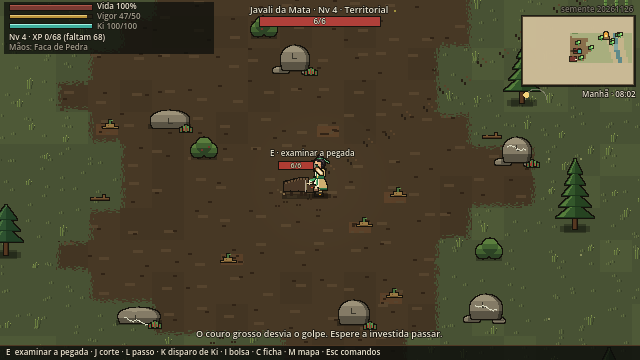 Javali da Mata · Nv 4 · Territorial
6/6
Vida 100%
Vigor 47/50
Ki 100/100
Nv 4 · XP 0/68 (faltam 68)
Mãos: Faca de Pedra
semente 20261126
Manhã · 08:02
E · examinar a pegada
6/6
O couro grosso desvia o golpe. Espere a investida passar.
E examinar a pegada · J corte · L passo · K disparo de Ki · I bolsa · C ficha · M mapa · Esc comandos